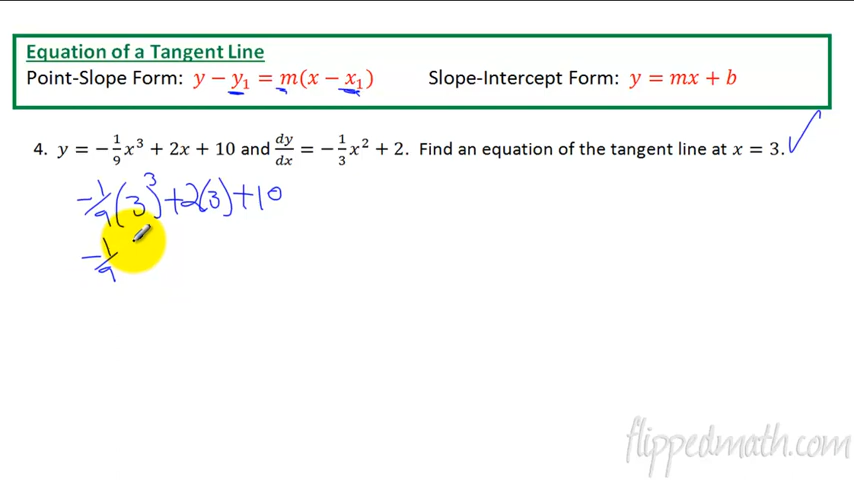 Equation of a Tangent Line
Point-Slope Form: y − y₁ = m(x − x₁) Slope-Intercept Form: y = mx + b
4. y = −1/9 x³ + 2x + 10 and dy/dx = −1/3 x² + 2. Find an equation of the tangent line at x = 3.
−1/9 (3³) + 2(3) + 10
−1/9
flippedmath.com